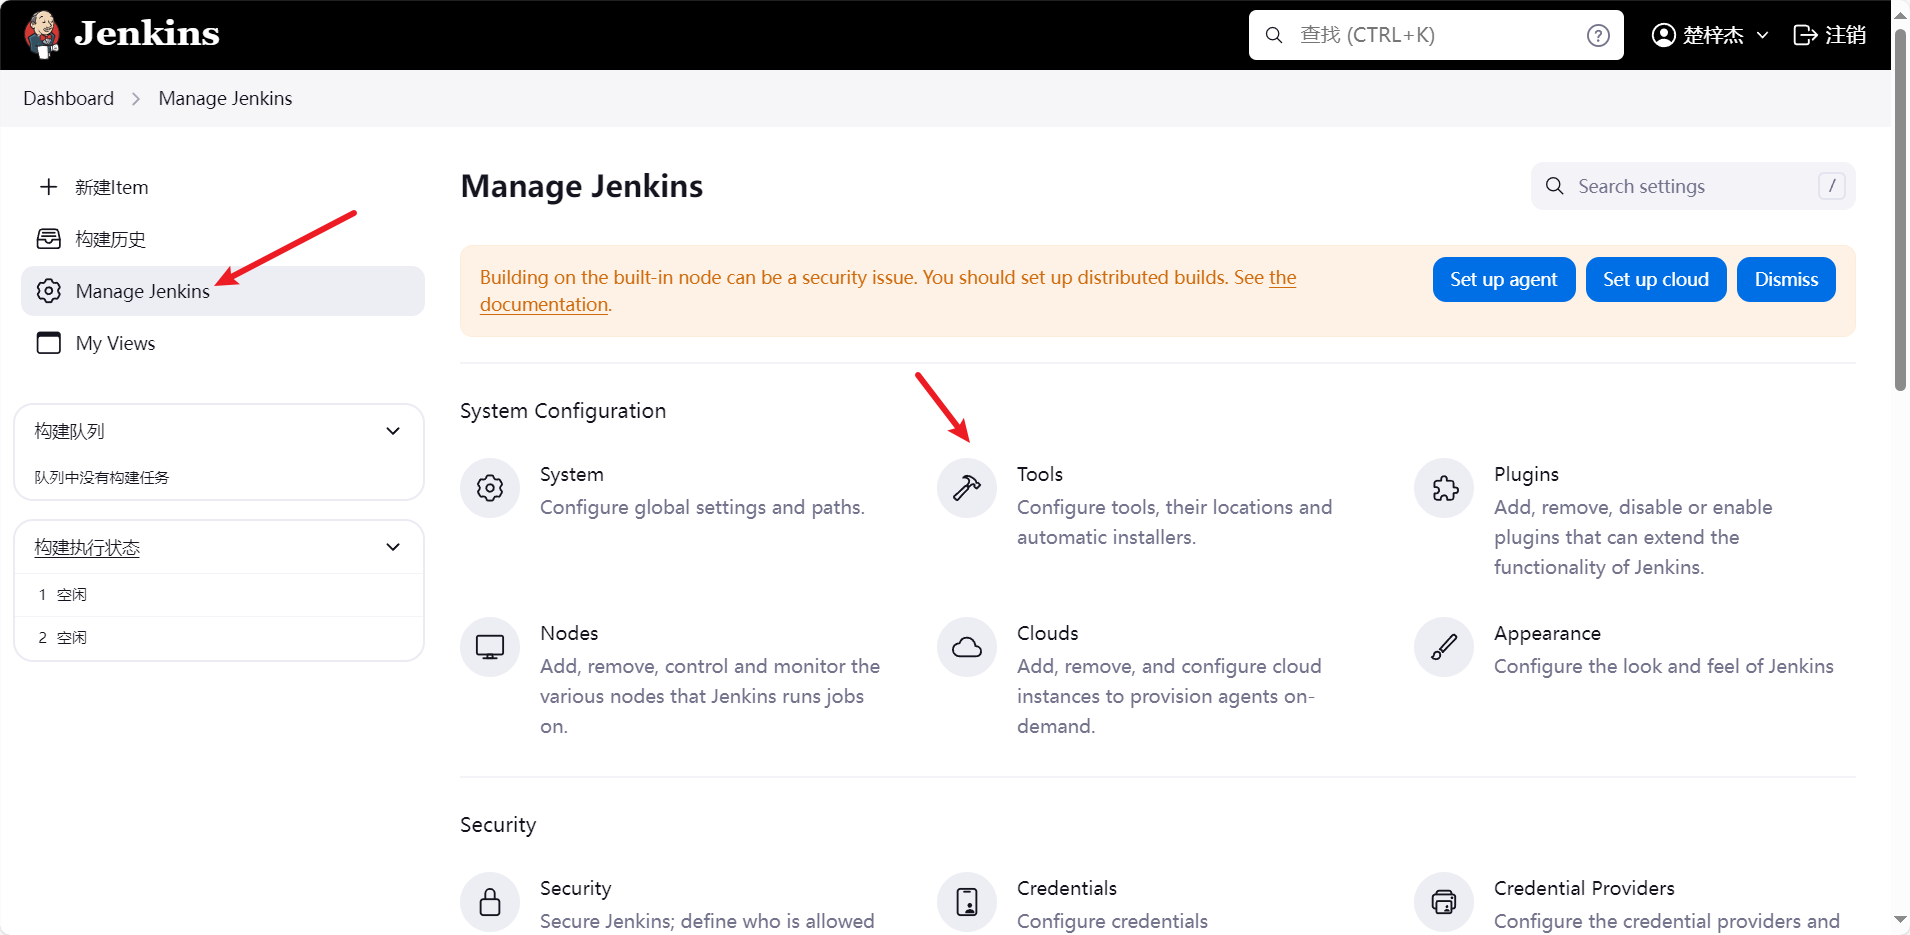 Jenkins
查找 (CTRL+K)
?
楚梓杰
注销
Dashboard
Manage Jenkins
新建Item
构建历史
Manage Jenkins
My Views
构建队列
队列中没有构建任务
构建执行状态
1 空闲
2 空闲
Manage Jenkins
Search settings
/
Building on the built-in node can be a security issue. You should set up distributed builds. See the
documentation.
Set up agent
Set up cloud
Dismiss
System Configuration
System
Configure global settings and paths.
Tools
Configure tools, their locations and
automatic installers.
Plugins
Add, remove, disable or enable
plugins that can extend the
functionality of Jenkins.
Nodes
Add, remove, control and monitor the
various nodes that Jenkins runs jobs
on.
Clouds
Add, remove, and configure cloud
instances to provision agents on-
demand.
Appearance
Configure the look and feel of Jenkins
Security
Security
Secure Jenkins; define who is allowed
Credentials
Configure credentials
Credential Providers
Configure the credential providers and